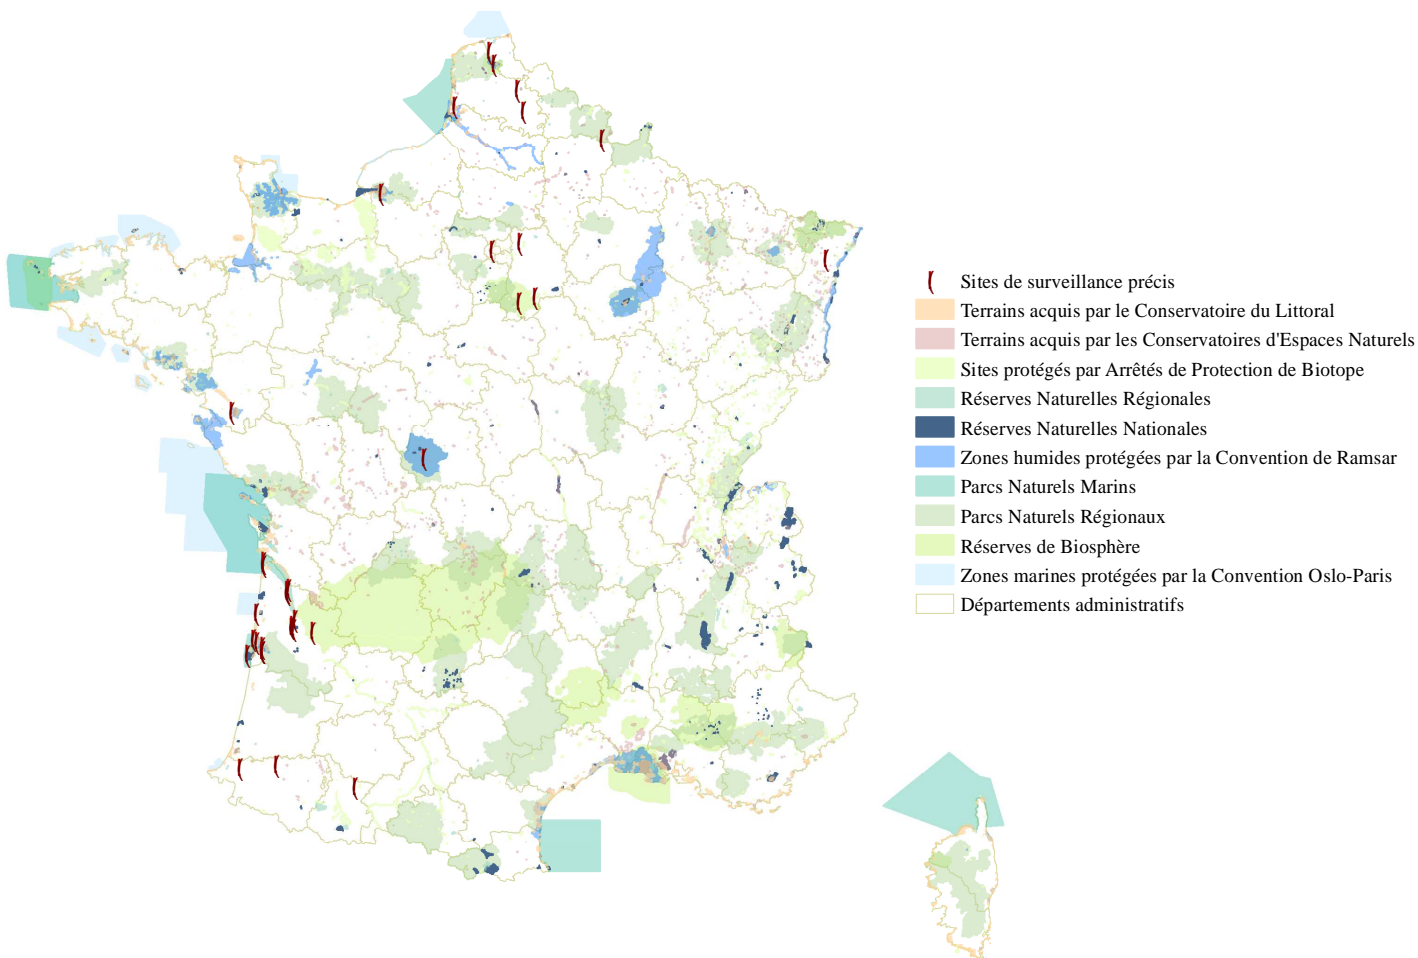 Sites de surveillance précis
Terrains acquis par le Conservatoire du Littoral
Terrains acquis par les Conservatoires d'Espaces Naturels
Sites protégés par Arrêtés de Protection de Biotope
Réserves Naturelles Régionales
Réserves Naturelles Nationales
Zones humides protégées par la Convention de Ramsar
Parcs Naturels Marins
Parcs Naturels Régionaux
Réserves de Biosphère
Zones marines protégées par la Convention Oslo-Paris
Départements administratifs